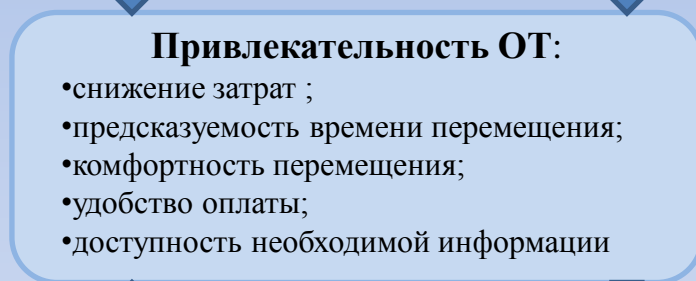 Привлекательность ОТ:
•снижение затрат ;
•предсказуемость времени перемещения;
•комфортность перемещения;
•удобство оплаты;
•доступность необходимой информации